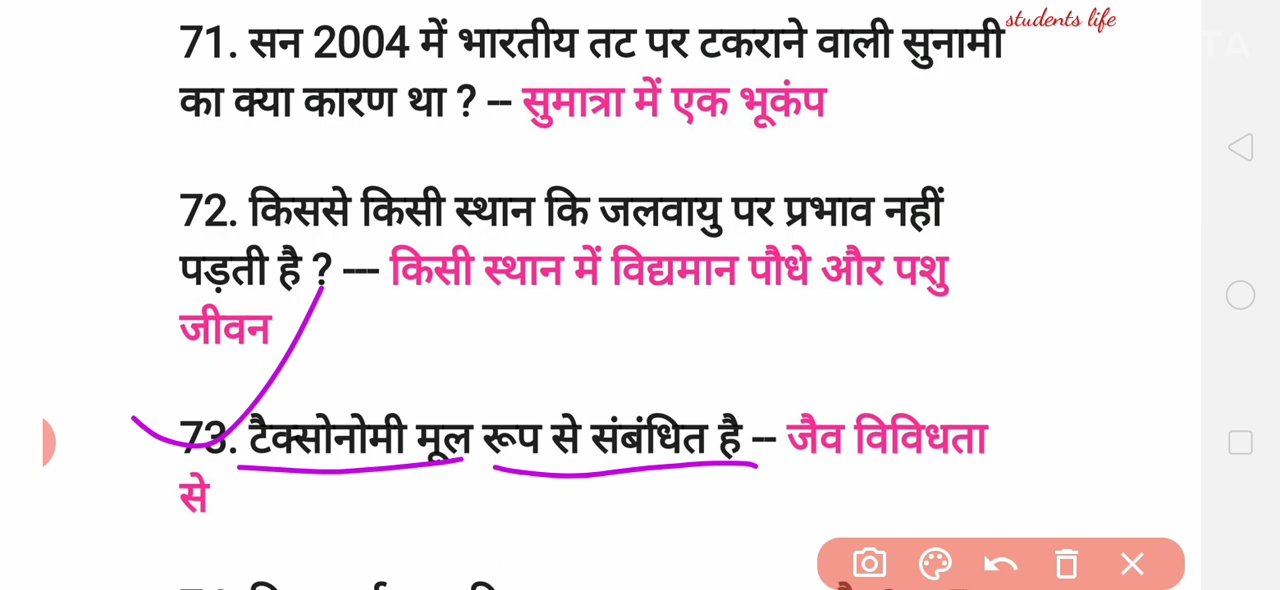 students life
71. सन 2004 में भारतीय तट पर टकराने वाली सुनामी
का क्या कारण था ? -- सुमात्रा में एक भूकंप
72. किससे किसी स्थान कि जलवायु पर प्रभाव नहीं
पड़ती है ? --- किसी स्थान में विद्यमान पौधे और पशु
जीवन
73. टैक्सोनोमी मूल रूप से संबंधित है -- जैव विविधता
से